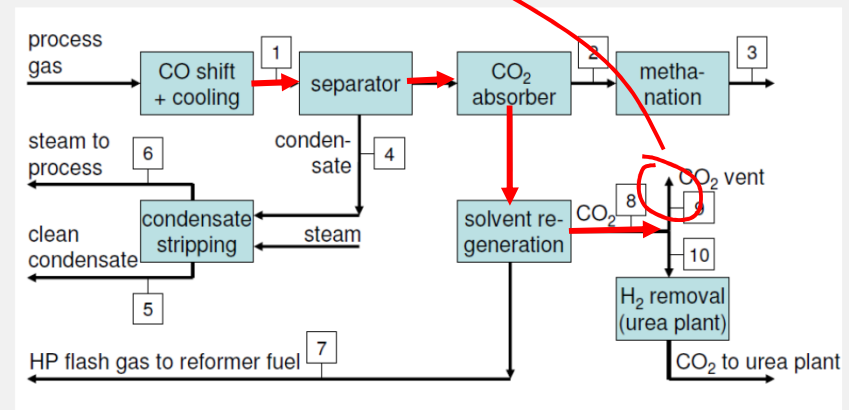 process
gas
CO shift
+ cooling
1
separator
CO₂
absorber
2
metha-
nation
3
steam to
process
6
conden-
sate
4
condensate
stripping
steam
clean
condensate
5
solvent re-
generation
CO₂
8
CO₂ vent
9
10
H₂ removal
(urea plant)
HP flash gas to reformer fuel
7
CO₂ to urea plant